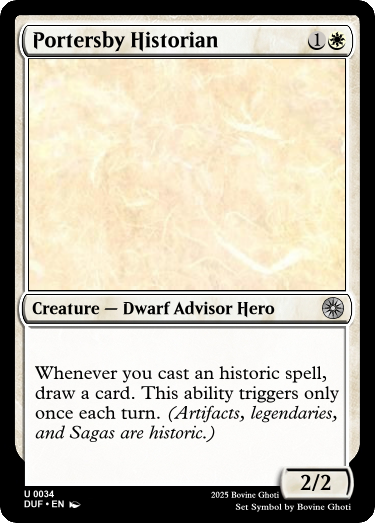 Portersby Historian 1
Creature — Dwarf Advisor Hero
Whenever you cast an historic spell,
draw a card. This ability triggers only
once each turn. (Artifacts, legendaries,
and Sagas are historic.)
2/2
U 0034
DUF • EN
2025 Bovine Ghoti
Set Symbol by Bovine Ghoti